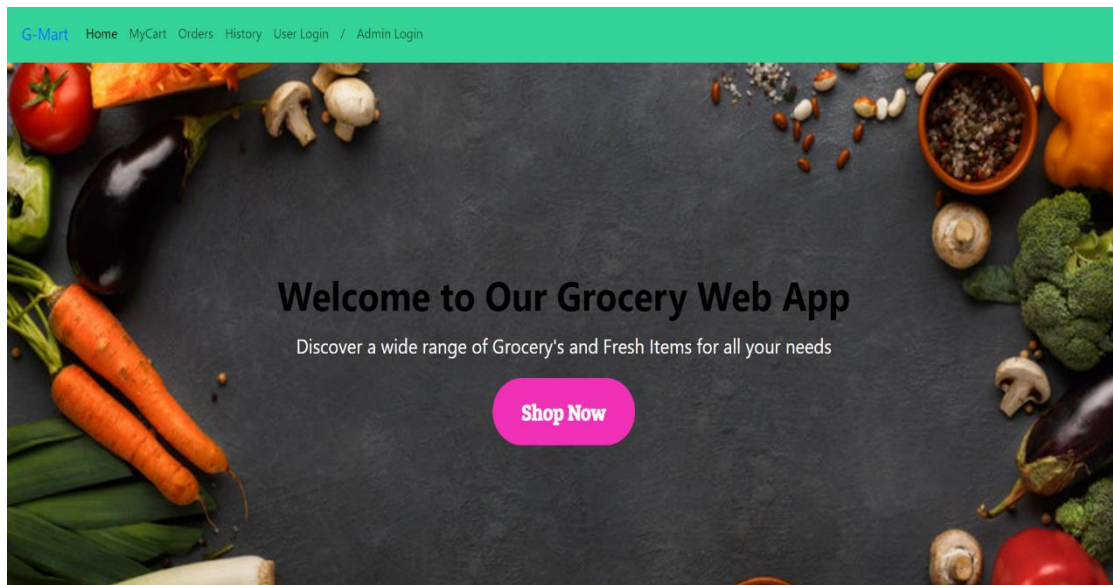 G-Mart Home MyCart Orders History User Login / Admin Login
Welcome to Our Grocery Web App
Discover a wide range of Grocery's and Fresh Items for all your needs
Shop Now